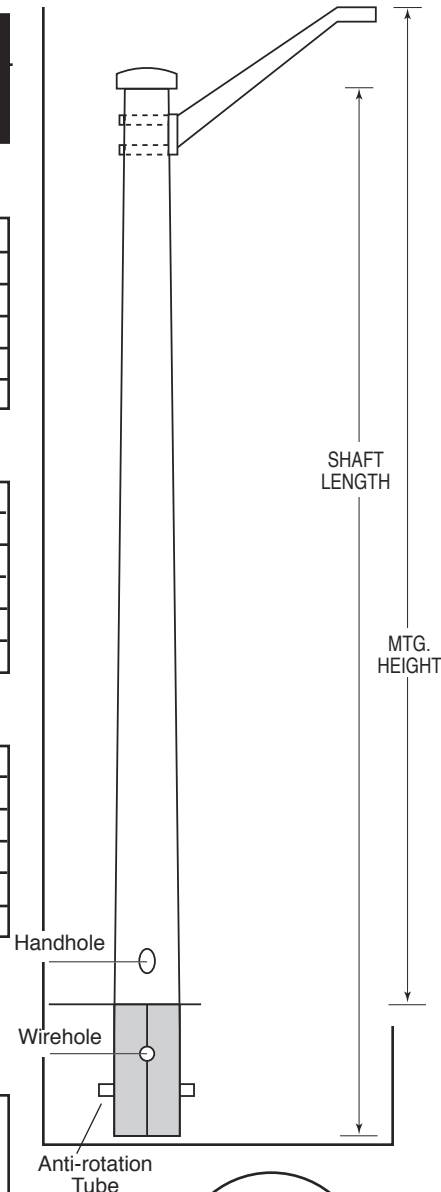 SHAFT
LENGTH
MTG.
HEIGHT
Handhole
Wirehole
Anti-rotation
Tube